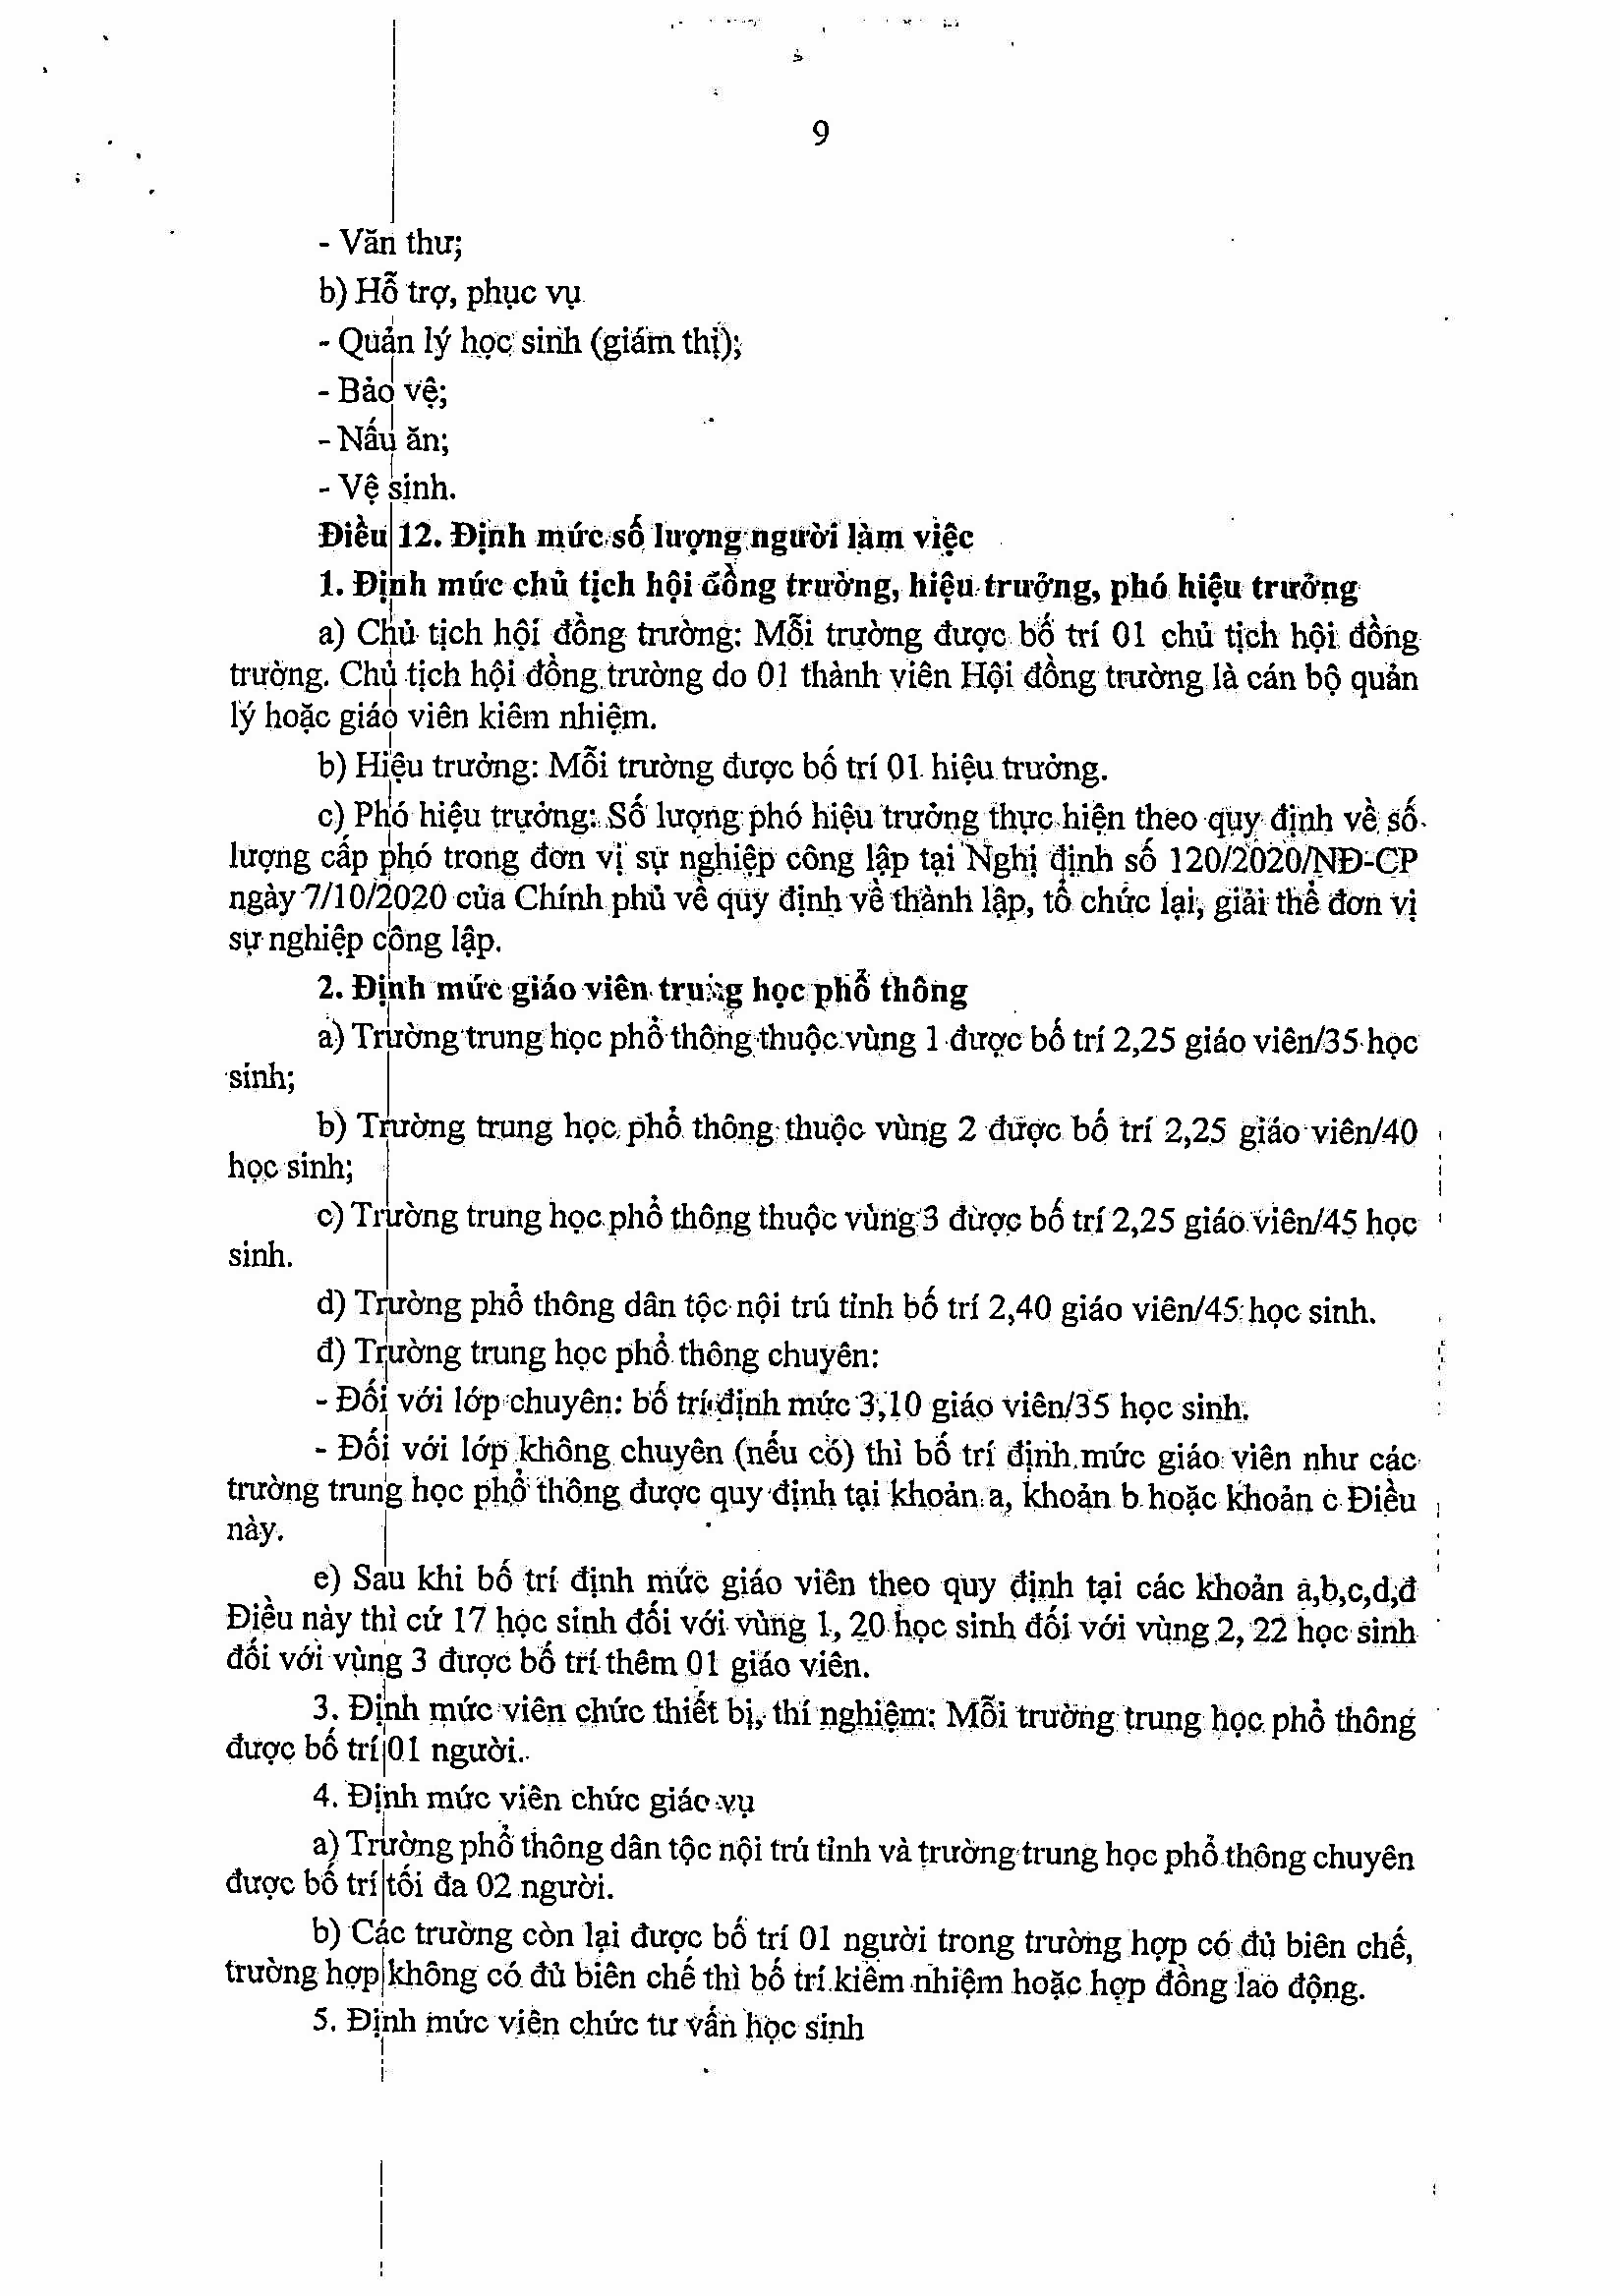 9
- Văn thư;
b) Hỗ trợ, phục vụ
- Quản lý học sinh (giám thị);
- Bảo vệ;
- Nấu ăn;
- Vệ sinh.
Điều 12. Định mức số lượng người làm việc
1. Định mức chủ tịch hội đồng trường, hiệu trưởng, phó hiệu trưởng
a) Chủ tịch hội đồng trường: Mỗi trường được bố trí 01 chủ tịch hội đồng
trường. Chủ tịch hội đồng trường do 01 thành viên Hội đồng trường là cán bộ quản
lý hoặc giáo viên kiêm nhiệm.
b) Hiệu trưởng: Mỗi trường được bố trí 01 hiệu trưởng.
c) Phó hiệu trưởng: Số lượng phó hiệu trưởng thực hiện theo quy định về số
lượng cấp phó trong đơn vị sự nghiệp công lập tại Nghị định số 120/2020/NĐ-CP
ngày 7/10/2020 của Chính phủ về quy định về thành lập, tổ chức lại, giải thể đơn vị
sự nghiệp công lập.
2. Định mức giáo viên trung học phổ thông
a) Trường trung học phổ thông thuộc vùng 1 được bố trí 2,25 giáo viên/35 học
sinh;
b) Trường trung học phổ thông thuộc vùng 2 được bố trí 2,25 giáo viên/40
học sinh;
c) Trường trung học phổ thông thuộc vùng 3 được bố trí 2,25 giáo viên/45 học
sinh.
d) Trường phổ thông dân tộc nội trú tỉnh bố trí 2,40 giáo viên/45 học sinh.
đ) Trường trung học phổ thông chuyên:
- Đối với lớp chuyên: bố trí định mức 3,10 giáo viên/35 học sinh.
- Đối với lớp không chuyên (nếu có) thì bố trí định mức giáo viên như các
trường trung học phổ thông được quy định tại khoản a, khoản b hoặc khoản c Điều
này.
e) Sau khi bố trí định mức giáo viên theo quy định tại các khoản a,b,c,d,đ
Điều này thì cứ 17 học sinh đối với vùng 1, 20 học sinh đối với vùng 2, 22 học sinh
đối với vùng 3 được bố trí thêm 01 giáo viên.
3. Định mức viên chức thiết bị, thí nghiệm: Mỗi trường trung học phổ thông
được bố trí 01 người.
4. Định mức viên chức giáo vụ
a) Trường phổ thông dân tộc nội trú tỉnh và trường trung học phổ thông chuyên
được bố trí tối đa 02 người.
b) Các trường còn lại được bố trí 01 người trong trường hợp có đủ biên chế,
trường hợp không có đủ biên chế thì bố trí kiêm nhiệm hoặc hợp đồng lao động.
5. Định mức viên chức tư vấn học sinh